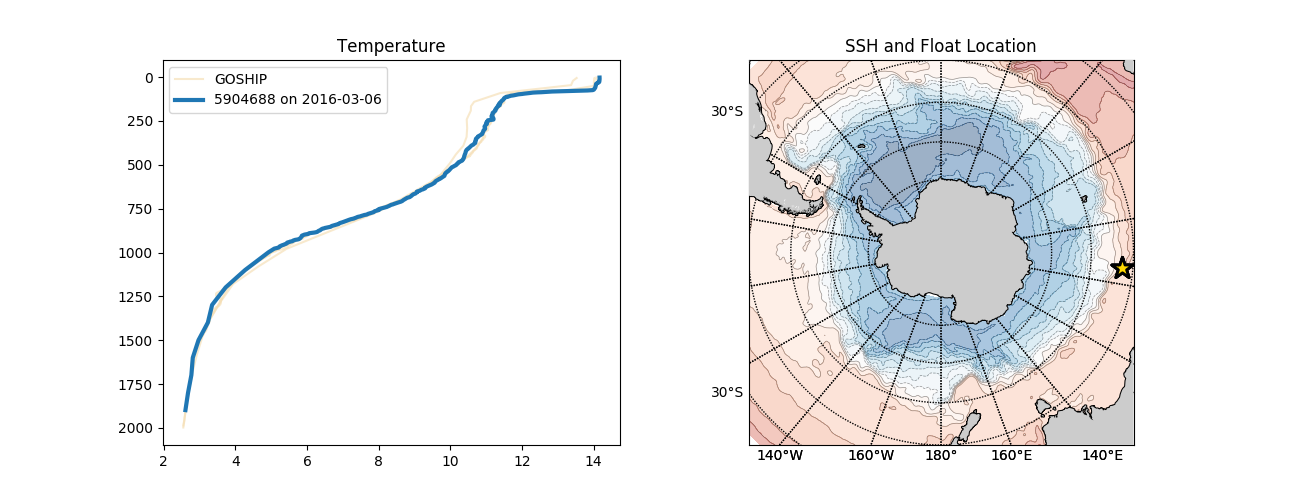 Temperature
GOSHIP
5904688 on 2016-03-06
0
250
500
750
1000
1250
1500
1750
2000
2 4 6 8 10 12 14
SSH and Float Location
30°S
30°S
140°W 160°W 180° 160°E 140°E